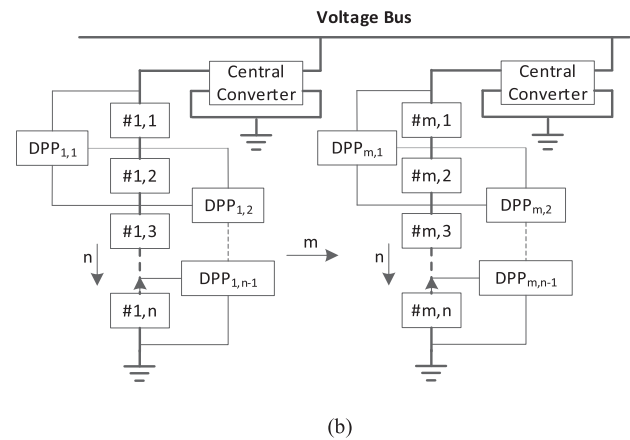 Voltage Bus
Central
Converter
#1,1
DPP1,1
#1,2
DPP1,2
#1,3
n
DPP1,n-1
#1,n
m
Central
Converter
#m,1
DPPm,1
#m,2
DPPm,2
#m,3
n
DPPm,n-1
#m,n
(b)